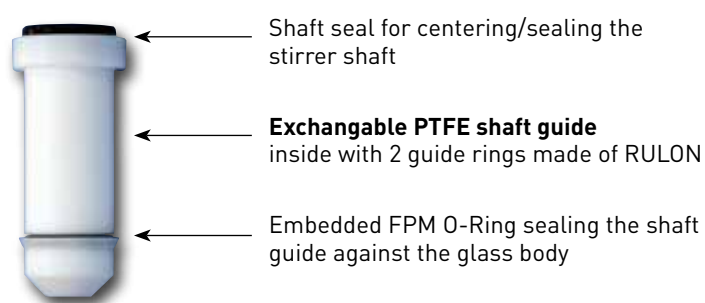 Shaft seal for centering/sealing the
stirrer shaft
Exchangable PTFE shaft guide
inside with 2 guide rings made of RULON
Embedded FPM O-Ring sealing the shaft
guide against the glass body